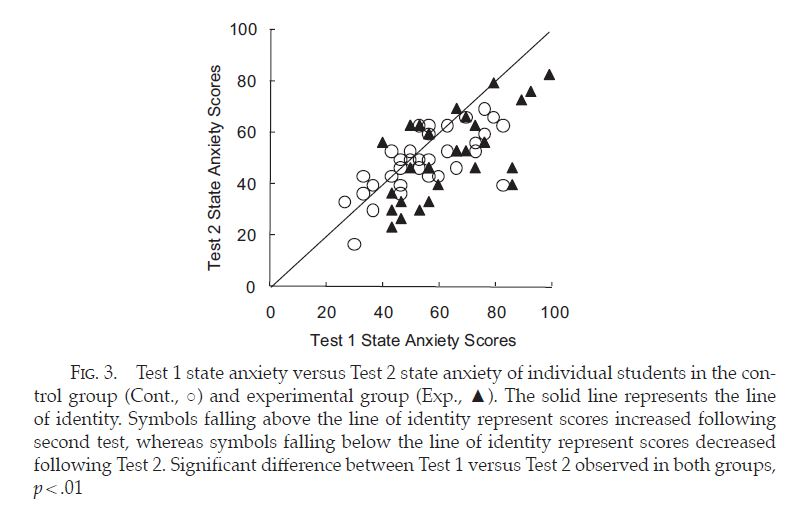 100
80
60
40
20
0
Test 2 State Anxiety Scores
0 20 40 60 80 100
Test 1 State Anxiety Scores
FIG. 3. Test 1 state anxiety versus Test 2 state anxiety of individual students in the con-
trol group (Cont., ○) and experimental group (Exp., ▲). The solid line represents the line
of identity. Symbols falling above the line of identity represent scores increased following
second test, whereas symbols falling below the line of identity represent scores decreased
following Test 2. Significant difference between Test 1 versus Test 2 observed in both groups,
p<.01